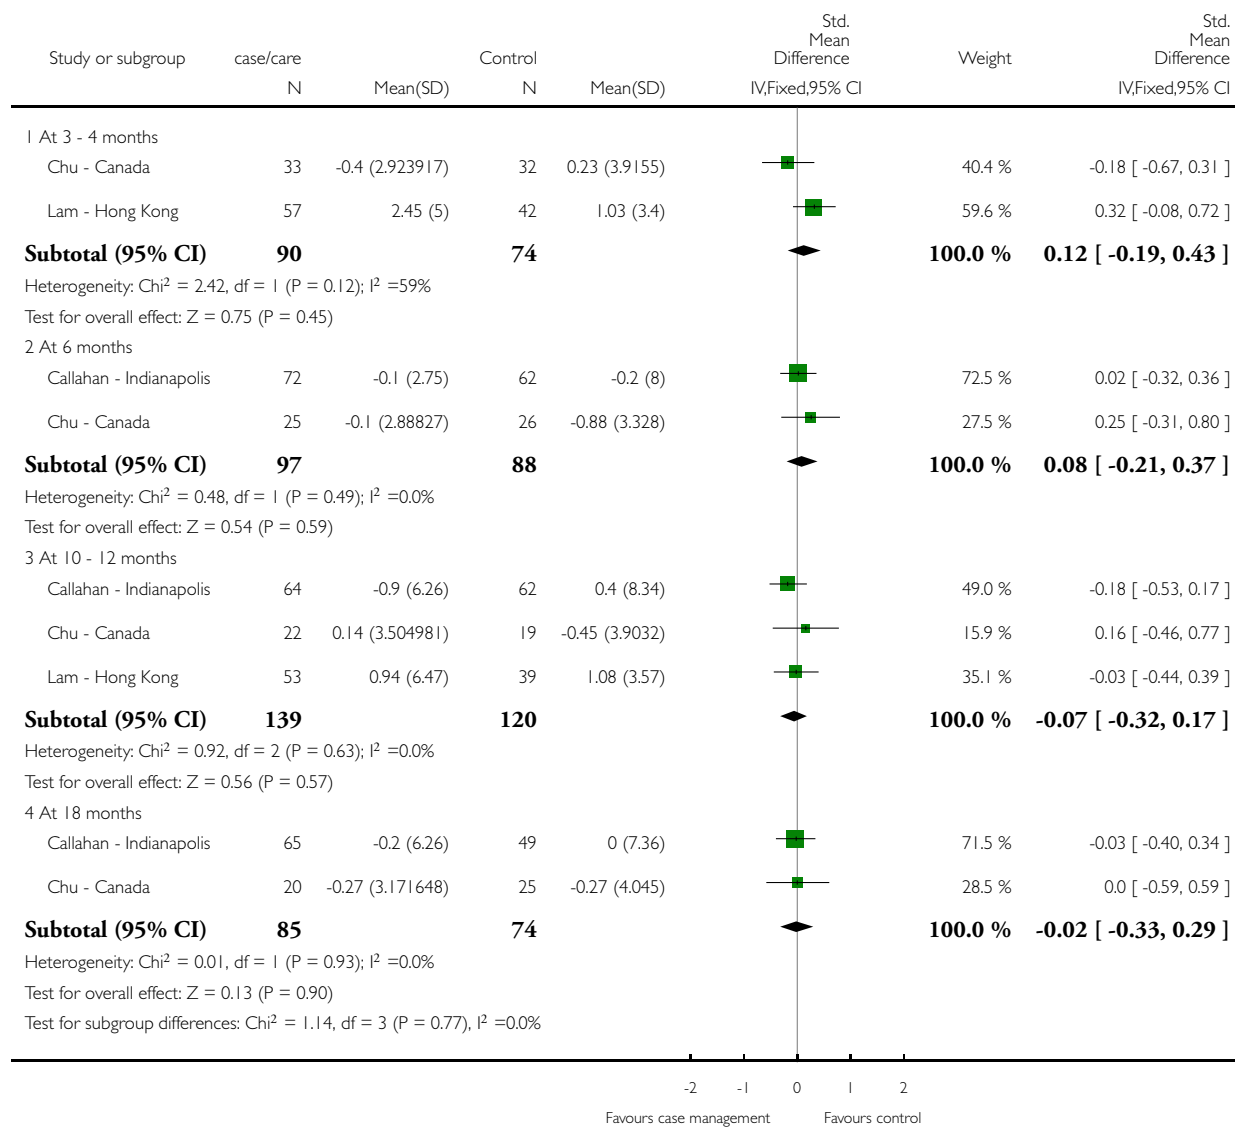 Std. Mean Difference Std. Mean Difference
Study or subgroup case/care Control Weight
N Mean(SD) N Mean(SD) IV,Fixed,95% CI IV,Fixed,95% CI
1 At 3 - 4 months
Chu - Canada 33 -0.4 (2.923917) 32 0.23 (3.9155) 40.4 % -0.18 [ -0.67, 0.31 ]
Lam - Hong Kong 57 2.45 (5) 42 1.03 (3.4) 59.6 % 0.32 [ -0.08, 0.72 ]
Subtotal (95% CI) 90 74 100.0 % 0.12 [ -0.19, 0.43 ]
Heterogeneity: Chi² = 2.42, df = 1 (P = 0.12); I² =59%
Test for overall effect: Z = 0.75 (P = 0.45)
2 At 6 months
Callahan - Indianapolis 72 -0.1 (2.75) 62 -0.2 (8) 72.5 % 0.02 [ -0.32, 0.36 ]
Chu - Canada 25 -0.1 (2.88827) 26 -0.88 (3.328) 27.5 % 0.25 [ -0.31, 0.80 ]
Subtotal (95% CI) 97 88 100.0 % 0.08 [ -0.21, 0.37 ]
Heterogeneity: Chi² = 0.48, df = 1 (P = 0.49); I² =0.0%
Test for overall effect: Z = 0.54 (P = 0.59)
3 At 10 - 12 months
Callahan - Indianapolis 64 -0.9 (6.26) 62 0.4 (8.34) 49.0 % -0.18 [ -0.53, 0.17 ]
Chu - Canada 22 0.14 (3.504981) 19 -0.45 (3.9032) 15.9 % 0.16 [ -0.46, 0.77 ]
Lam - Hong Kong 53 0.94 (6.47) 39 1.08 (3.57) 35.1 % -0.03 [ -0.44, 0.39 ]
Subtotal (95% CI) 139 120 100.0 % -0.07 [ -0.32, 0.17 ]
Heterogeneity: Chi² = 0.92, df = 2 (P = 0.63); I² =0.0%
Test for overall effect: Z = 0.56 (P = 0.57)
4 At 18 months
Callahan - Indianapolis 65 -0.2 (6.26) 49 0 (7.36) 71.5 % -0.03 [ -0.40, 0.34 ]
Chu - Canada 20 -0.27 (3.171648) 25 -0.27 (4.045) 28.5 % 0.0 [ -0.59, 0.59 ]
Subtotal (95% CI) 85 74 100.0 % -0.02 [ -0.33, 0.29 ]
Heterogeneity: Chi² = 0.01, df = 1 (P = 0.93); I² =0.0%
Test for overall effect: Z = 0.13 (P = 0.90)
Test for subgroup differences: Chi² = 1.14, df = 3 (P = 0.77), I² =0.0%
-2 -1 0 1 2
Favours case management Favours control